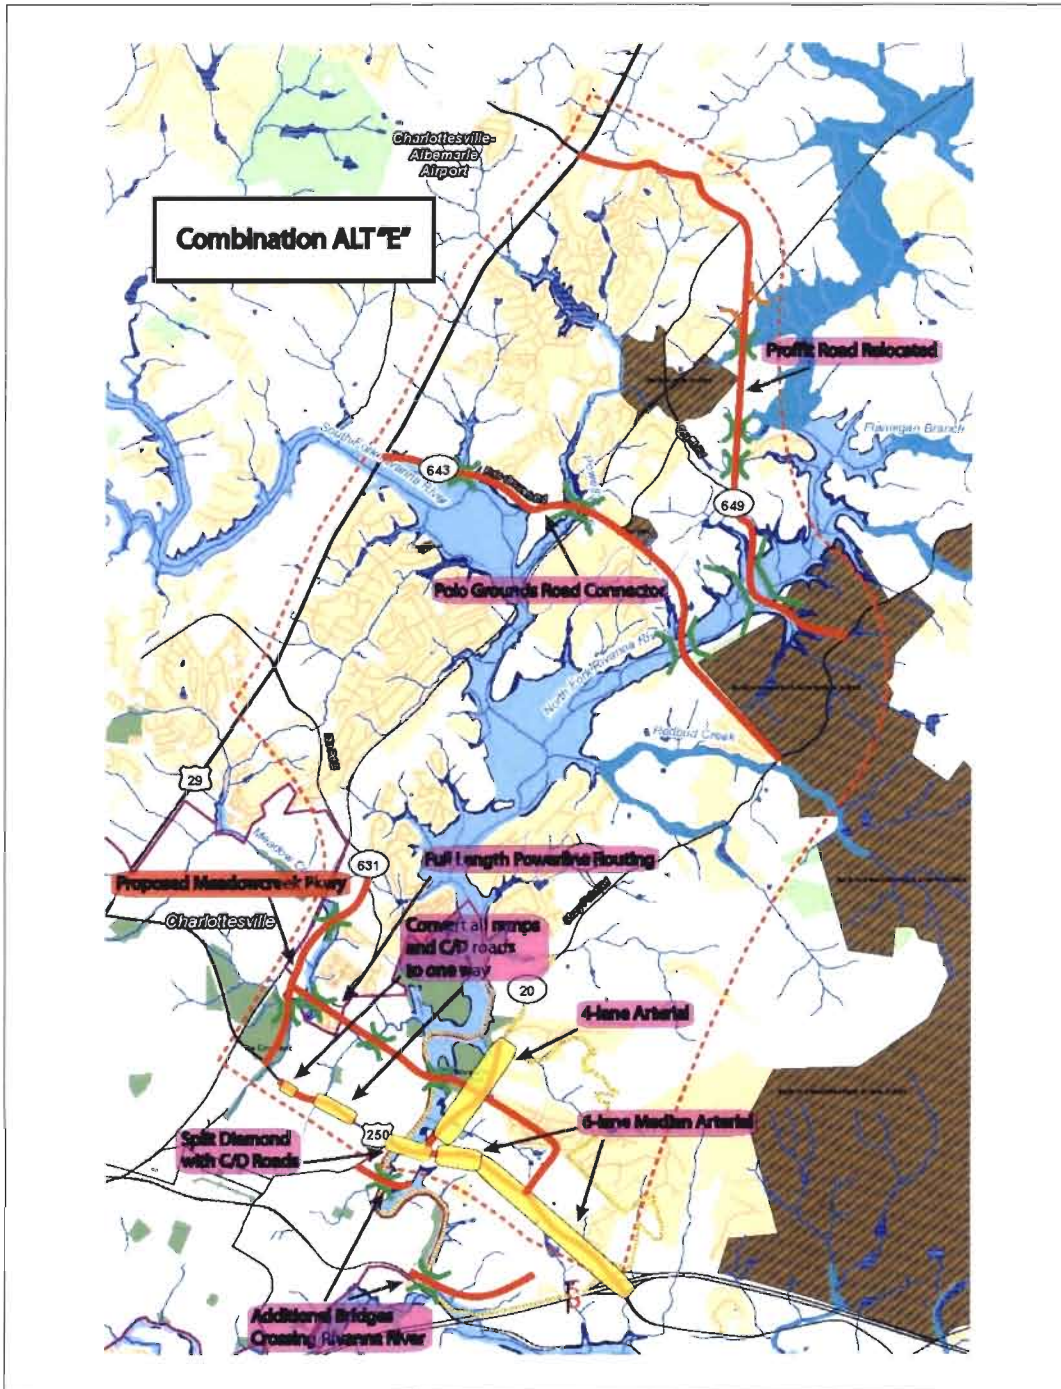 Charlottesville-
Albemarle
Airport
Combination ALT "E"
Proffit Road Relocated
Flannigan Branch
South Fork Rivanna River
643
649
Polo Grounds Road Connector
North Fork Rivanna River
Redbud Creek
29
Meadow Creek
631
Full Length Powerline Routing
Proposed Meadowcreek Pkwy
Charlottesville
Convert all ramps
and C/D roads
to one way
20
4-lane Arterial
6-lane Median Arterial
250
Split Diamond
with C/D Roads
Additional Bridges
Crossing Rivanna River